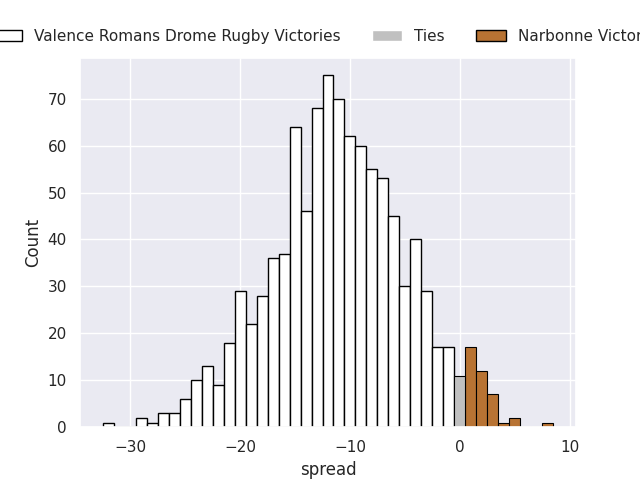 Valence Romans Drome Rugby Victories Ties Narbonne Victor
70
60
50
40
30
20
10
0
Count
−30 −20 −10 0 10
spread